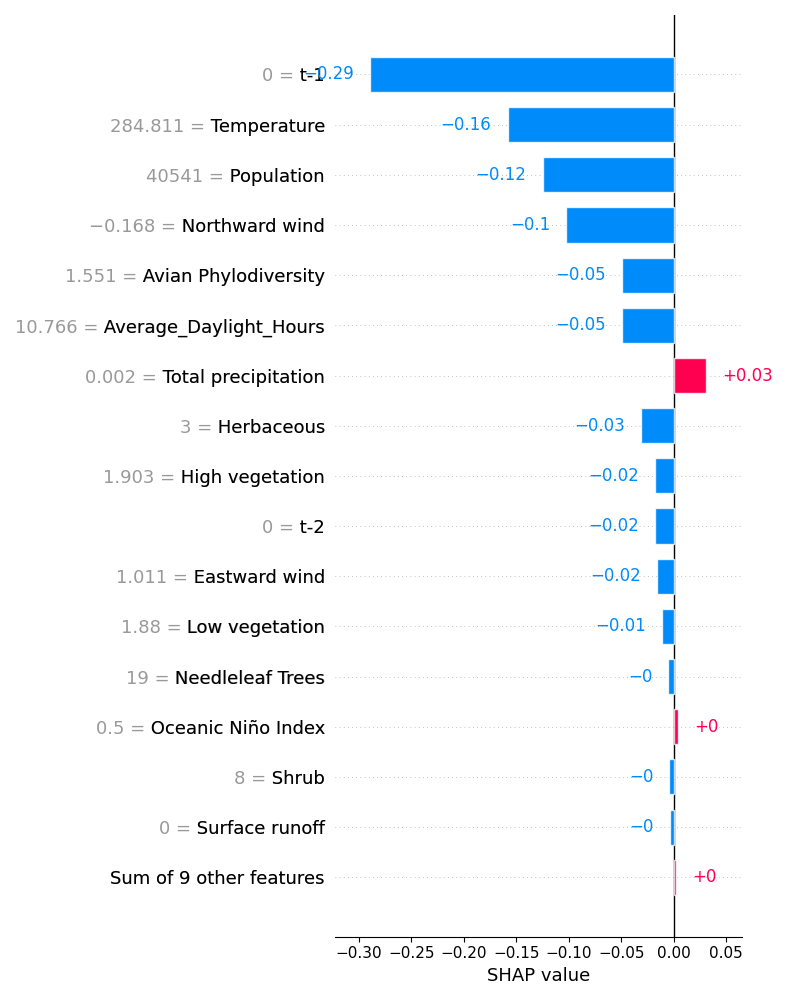 0 = t-1 −0.29
284.811 = Temperature −0.16
40541 = Population −0.12
−0.168 = Northward wind −0.1
1.551 = Avian Phylodiversity −0.05
10.766 = Average_Daylight_Hours −0.05
0.002 = Total precipitation +0.03
3 = Herbaceous −0.03
1.903 = High vegetation −0.02
0 = t-2 −0.02
1.011 = Eastward wind −0.02
1.88 = Low vegetation −0.01
19 = Needleleaf Trees −0
0.5 = Oceanic Niño Index +0
8 = Shrub −0
0 = Surface runoff −0
Sum of 9 other features +0
−0.30 −0.25 −0.20 −0.15 −0.10 −0.05 0.00 0.05
SHAP value